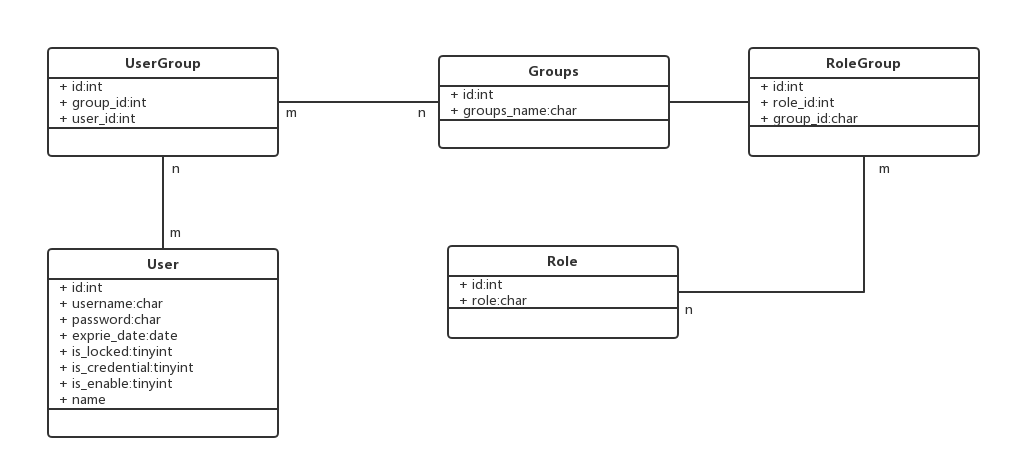 UserGroup
+ id:int
+ group_id:int
+ user_id:int
m
n
Groups
+ id:int
+ groups_name:char
RoleGroup
+ id:int
+ role_id:int
+ group_id:char
n
m
m
User
+ id:int
+ username:char
+ password:char
+ exprie_date:date
+ is_locked:tinyint
+ is_credential:tinyint
+ is_enable:tinyint
+ name
Role
+ id:int
+ role:char
n